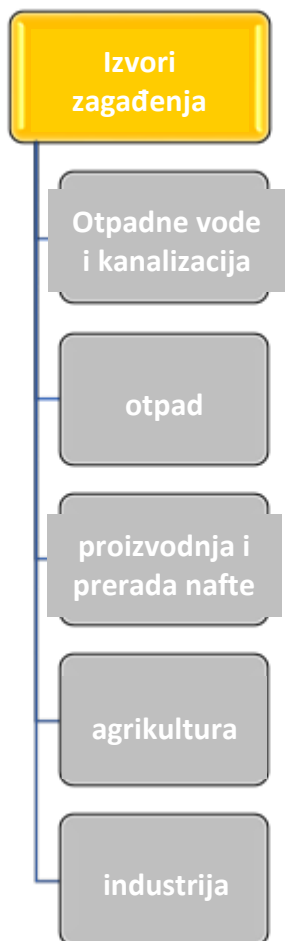 Izvori
zagađenja
Otpadne vode
i kanalizacija
otpad
proizvodnja i
prerada nafte
agrikultura
industrija